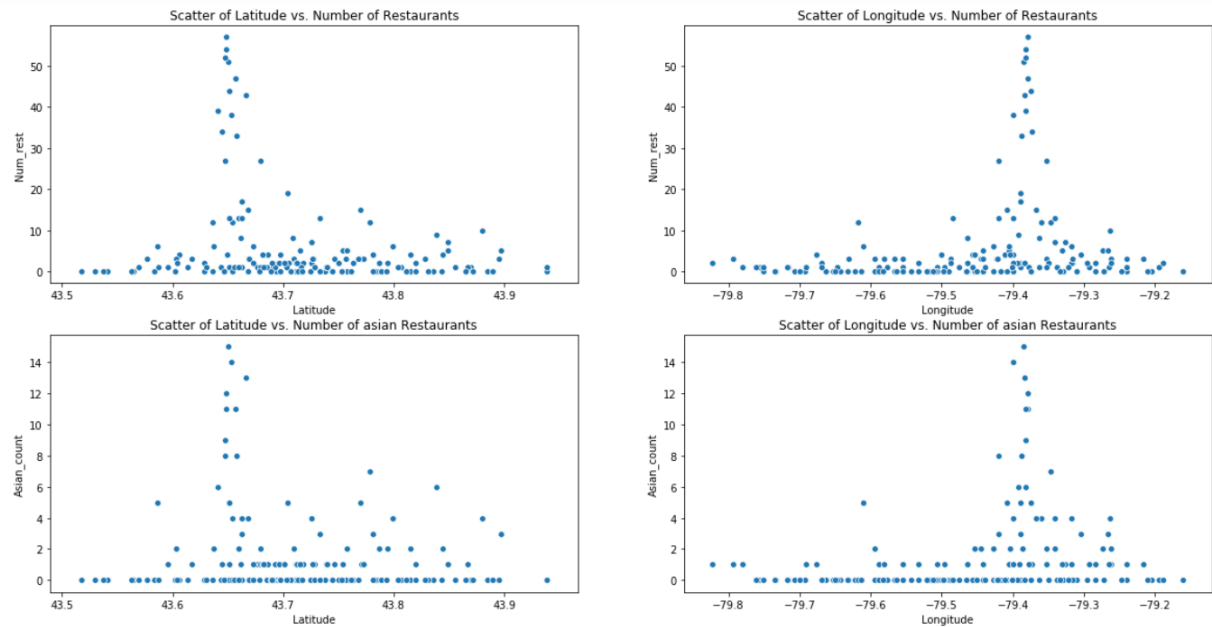 Scatter of Latitude vs. Number of Restaurants
Num_rest
50
40
30
20
10
0
43.5 43.6 43.7 43.8 43.9
Latitude
Scatter of Longitude vs. Number of Restaurants
Num_rest
50
40
30
20
10
0
−79.8 −79.7 −79.6 −79.5 −79.4 −79.3 −79.2
Longitude
Scatter of Latitude vs. Number of asian Restaurants
Asian_count
14
12
10
8
6
4
2
0
43.5 43.6 43.7 43.8 43.9
Latitude
Scatter of Longitude vs. Number of asian Restaurants
Asian_count
14
12
10
8
6
4
2
0
−79.8 −79.7 −79.6 −79.5 −79.4 −79.3 −79.2
Longitude